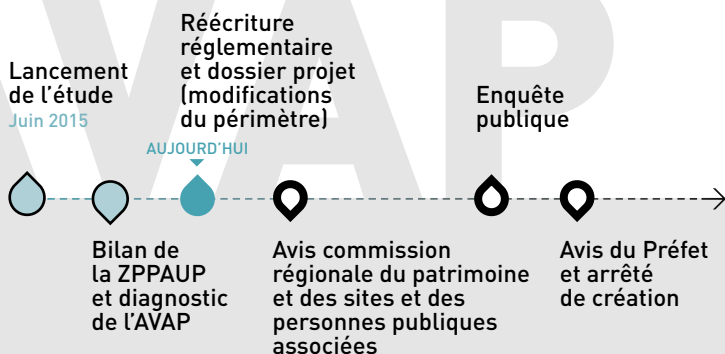 AVAP
Lancement
de l’étude
Juin 2015
Réécriture
réglementaire
et dossier projet
(modifications
du périmètre)
AUJOURD’HUI
Enquête
publique
Bilan de
la ZPPAUP
et diagnostic
de l’AVAP
Avis commission
régionale du patrimoine
et des sites et des
personnes publiques
associées
Avis du Préfet
et arrêté
de création